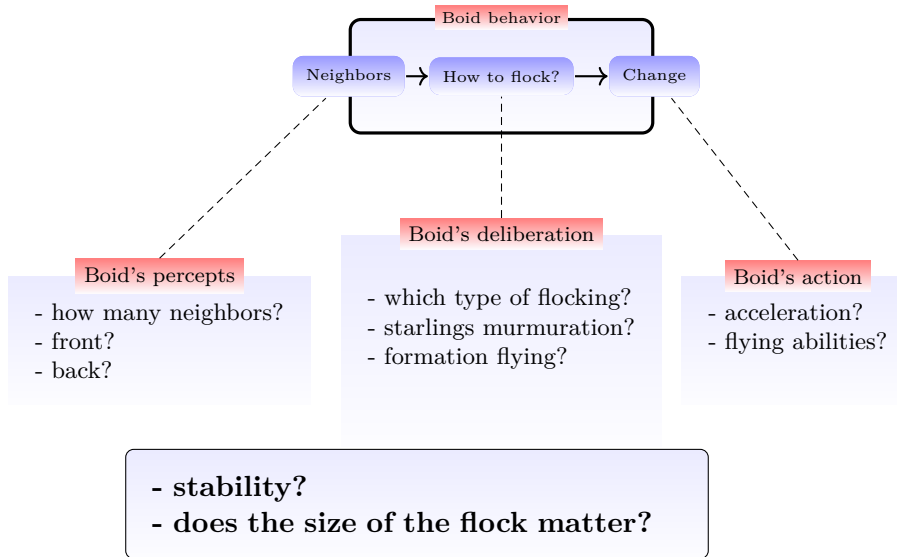 Boid behavior
Neighbors
How to flock?
Change
Boid's percepts
- how many neighbors?
- front?
- back?
Boid's deliberation
- which type of flocking?
- starlings murmuration?
- formation flying?
Boid's action
- acceleration?
- flying abilities?
- stability?
- does the size of the flock matter?